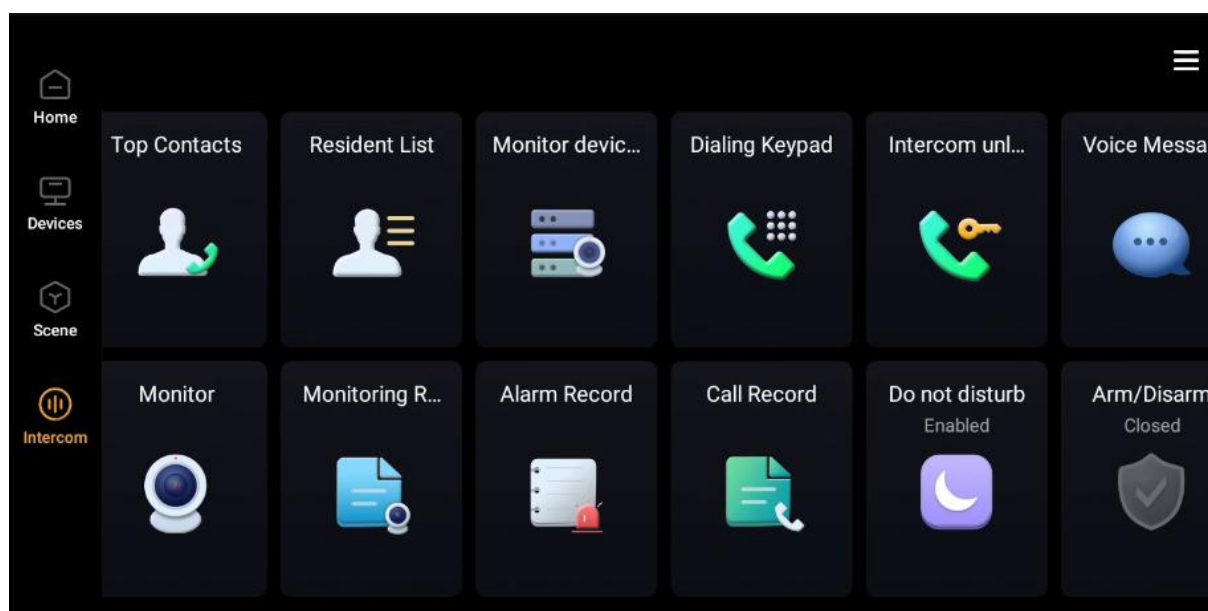 Home
Devices
Scene
Intercom
Top Contacts
Resident List
Monitor devic...
Dialing Keypad
Intercom unl...
Voice Messa
Monitor
Monitoring R...
Alarm Record
Call Record
Do not disturb
Enabled
Arm/Disarm
Closed